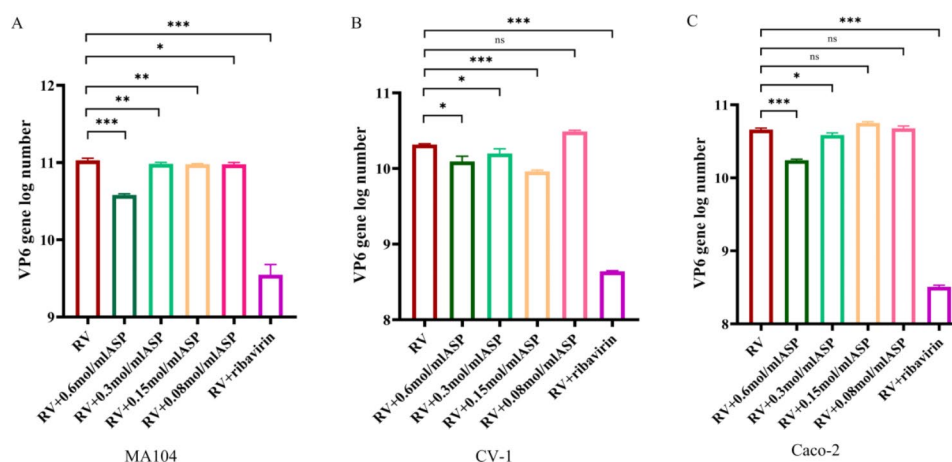 A
***
*
**
**
***
VP6 gene log number
12
11
10
9
RV
RV+0.6mol/mlASP
RV+0.3mol/mlASP
RV+0.15mol/mlASP
RV+0.08mol/mlASP
RV+ribavirin
MA104
B
***
ns
***
*
*
VP6 gene log number
11
10
9
8
RV
RV+0.6mol/mlASP
RV+0.3mol/mlASP
RV+0.15mol/mlASP
RV+0.08mol/mlASP
RV+ribavirin
CV-1
C
***
ns
ns
*
***
VP6 gene log number
11
10
9
8
RV
RV+0.6mol/mlASP
RV+0.3mol/mlASP
RV+0.15mol/mlASP
RV+0.08mol/mlASP
RV+ribavirin
Caco-2